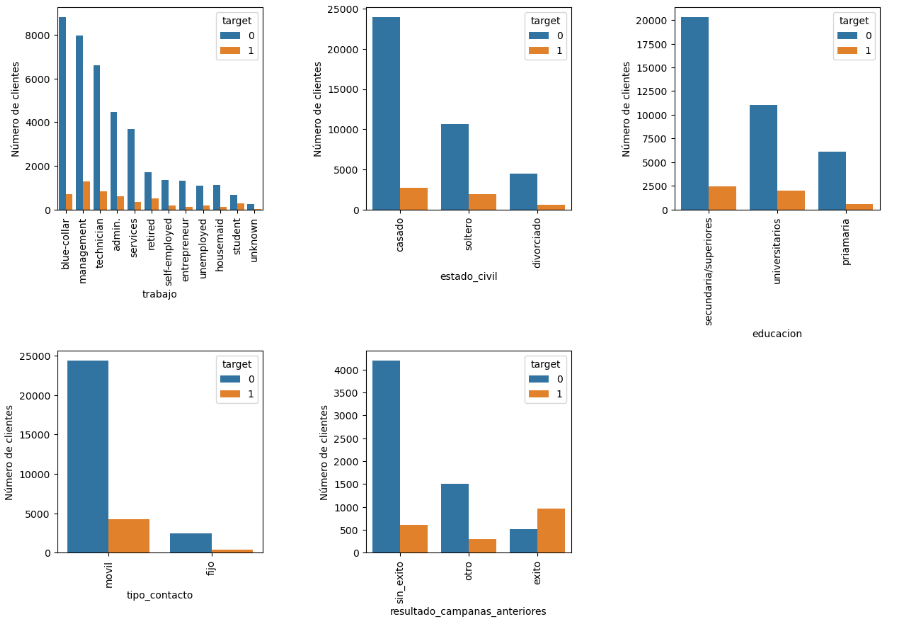 target
0
1
8000
6000
4000
2000
0
Número de clientes
blue-collar
management
technician
admin.
services
retired
self-employed
entrepreneur
unemployed
housemaid
student
unknown
trabajo
target
0
1
25000
20000
15000
10000
5000
0
Número de clientes
casado
soltero
divorciado
estado_civil
target
0
1
20000
17500
15000
12500
10000
7500
5000
2500
0
Número de clientes
secundaria/superiores
universitarios
priamaria
educacion
target
0
1
25000
20000
15000
10000
5000
0
Número de clientes
movil
fijo
tipo_contacto
target
0
1
4000
3500
3000
2500
2000
1500
1000
500
0
Número de clientes
sin_exito
otro
exito
resultado_campanas_anteriores